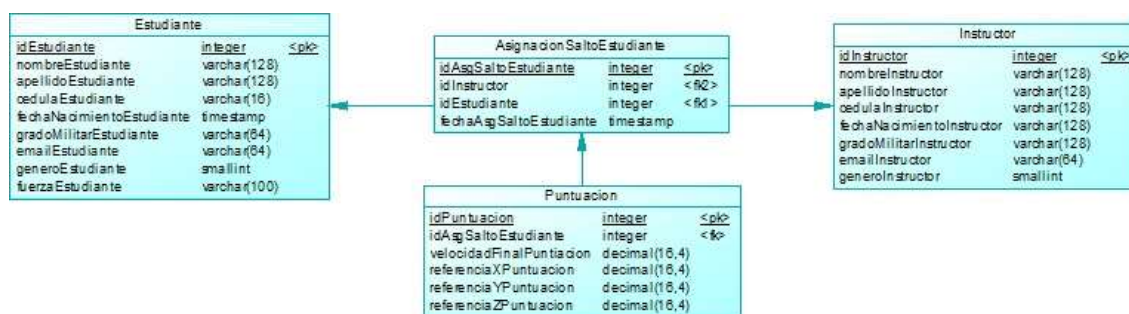 Estudiante
idEstudiante integer <pk>
nombreEstudiante varchar(128)
apellidoEstudiante varchar(128)
cedulaEstudiante varchar(16)
fechaNacimientoEstudiante timestamp
gradoMilitarEstudiante varchar(64)
emailEstudiante varchar(64)
generoEstudiante smallint
fuerzaEstudiante varchar(100)
AsignacionSaltoEstudiante
idAsgSaltoEstudiante integer <pk>
idInstructor integer <fk2>
idEstudiante integer <fk1>
fechaAsgSaltoEstudiante timestamp
Instructor
idInstructor integer <pk>
nombreInstructor varchar(128)
apellidoInstructor varchar(128)
cedulaInstructor varchar(128)
fechaNacimientoInstructor varchar(128)
gradoMilitarInstructor varchar(128)
emailInstructor varchar(64)
generoInstructor smallint
Puntuacion
idPuntuacion integer <pk>
idAsgSaltoEstudiante integer <fk>
velocidadFinalPuntiacion decimal(16,4)
referenciaXPuntuacion decimal(16,4)
referenciaYPuntuacion decimal(16,4)
referenciaZPuntuacion decimal(16,4)